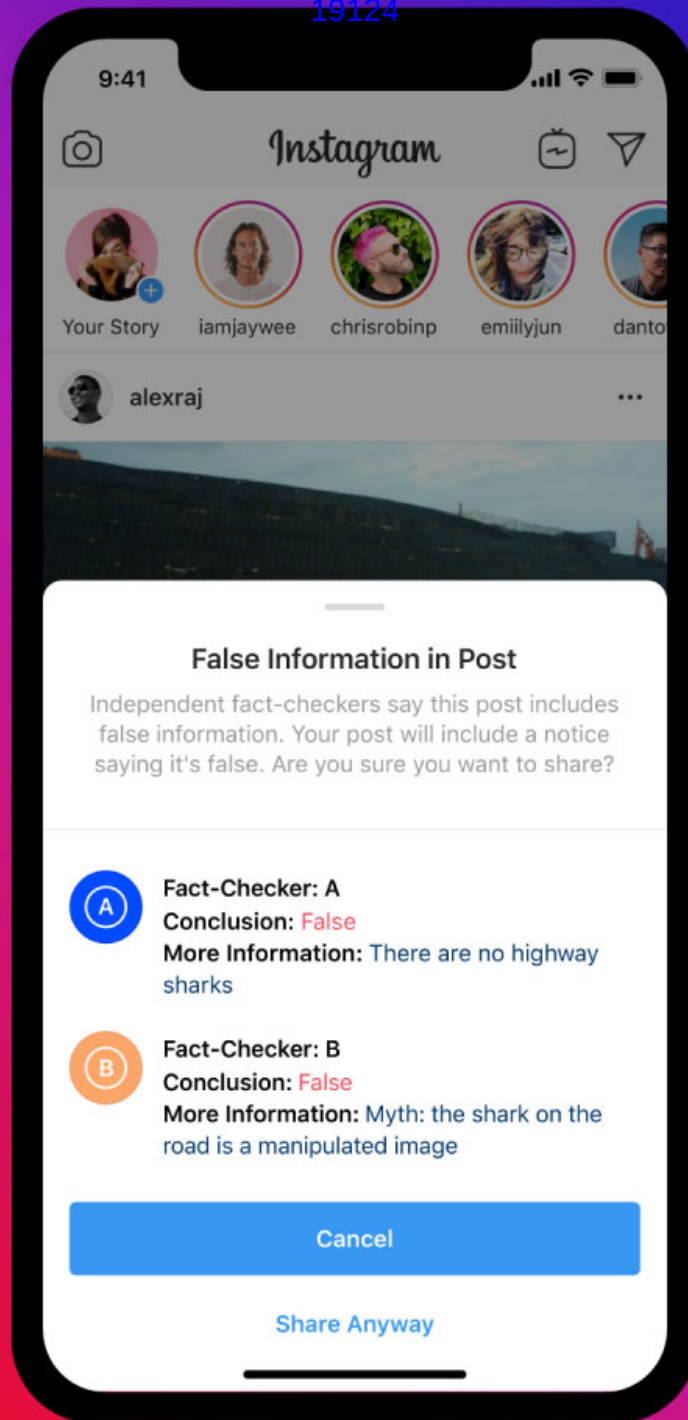 19124
9:41
Instagram
Your Story iamjaywee chrisrobinp emiilyjun danto
alexraj
False Information in Post
Independent fact-checkers say this post includes
false information. Your post will include a notice
saying it's false. Are you sure you want to share?
A
Fact-Checker: A
Conclusion: False
More Information: There are no highway
sharks
B
Fact-Checker: B
Conclusion: False
More Information: Myth: the shark on the
road is a manipulated image
Cancel
Share Anyway